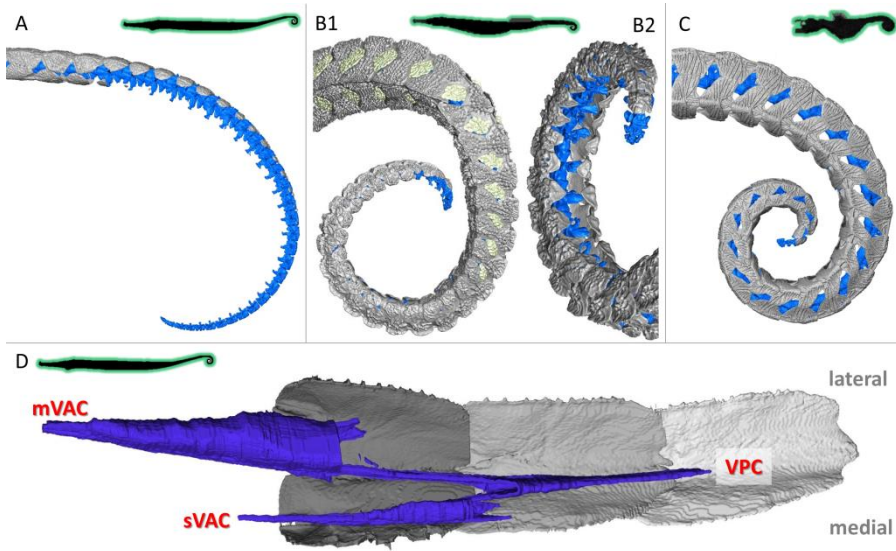 A
B1
B2
C
D
lateral
mVAC
VPC
sVAC
medial